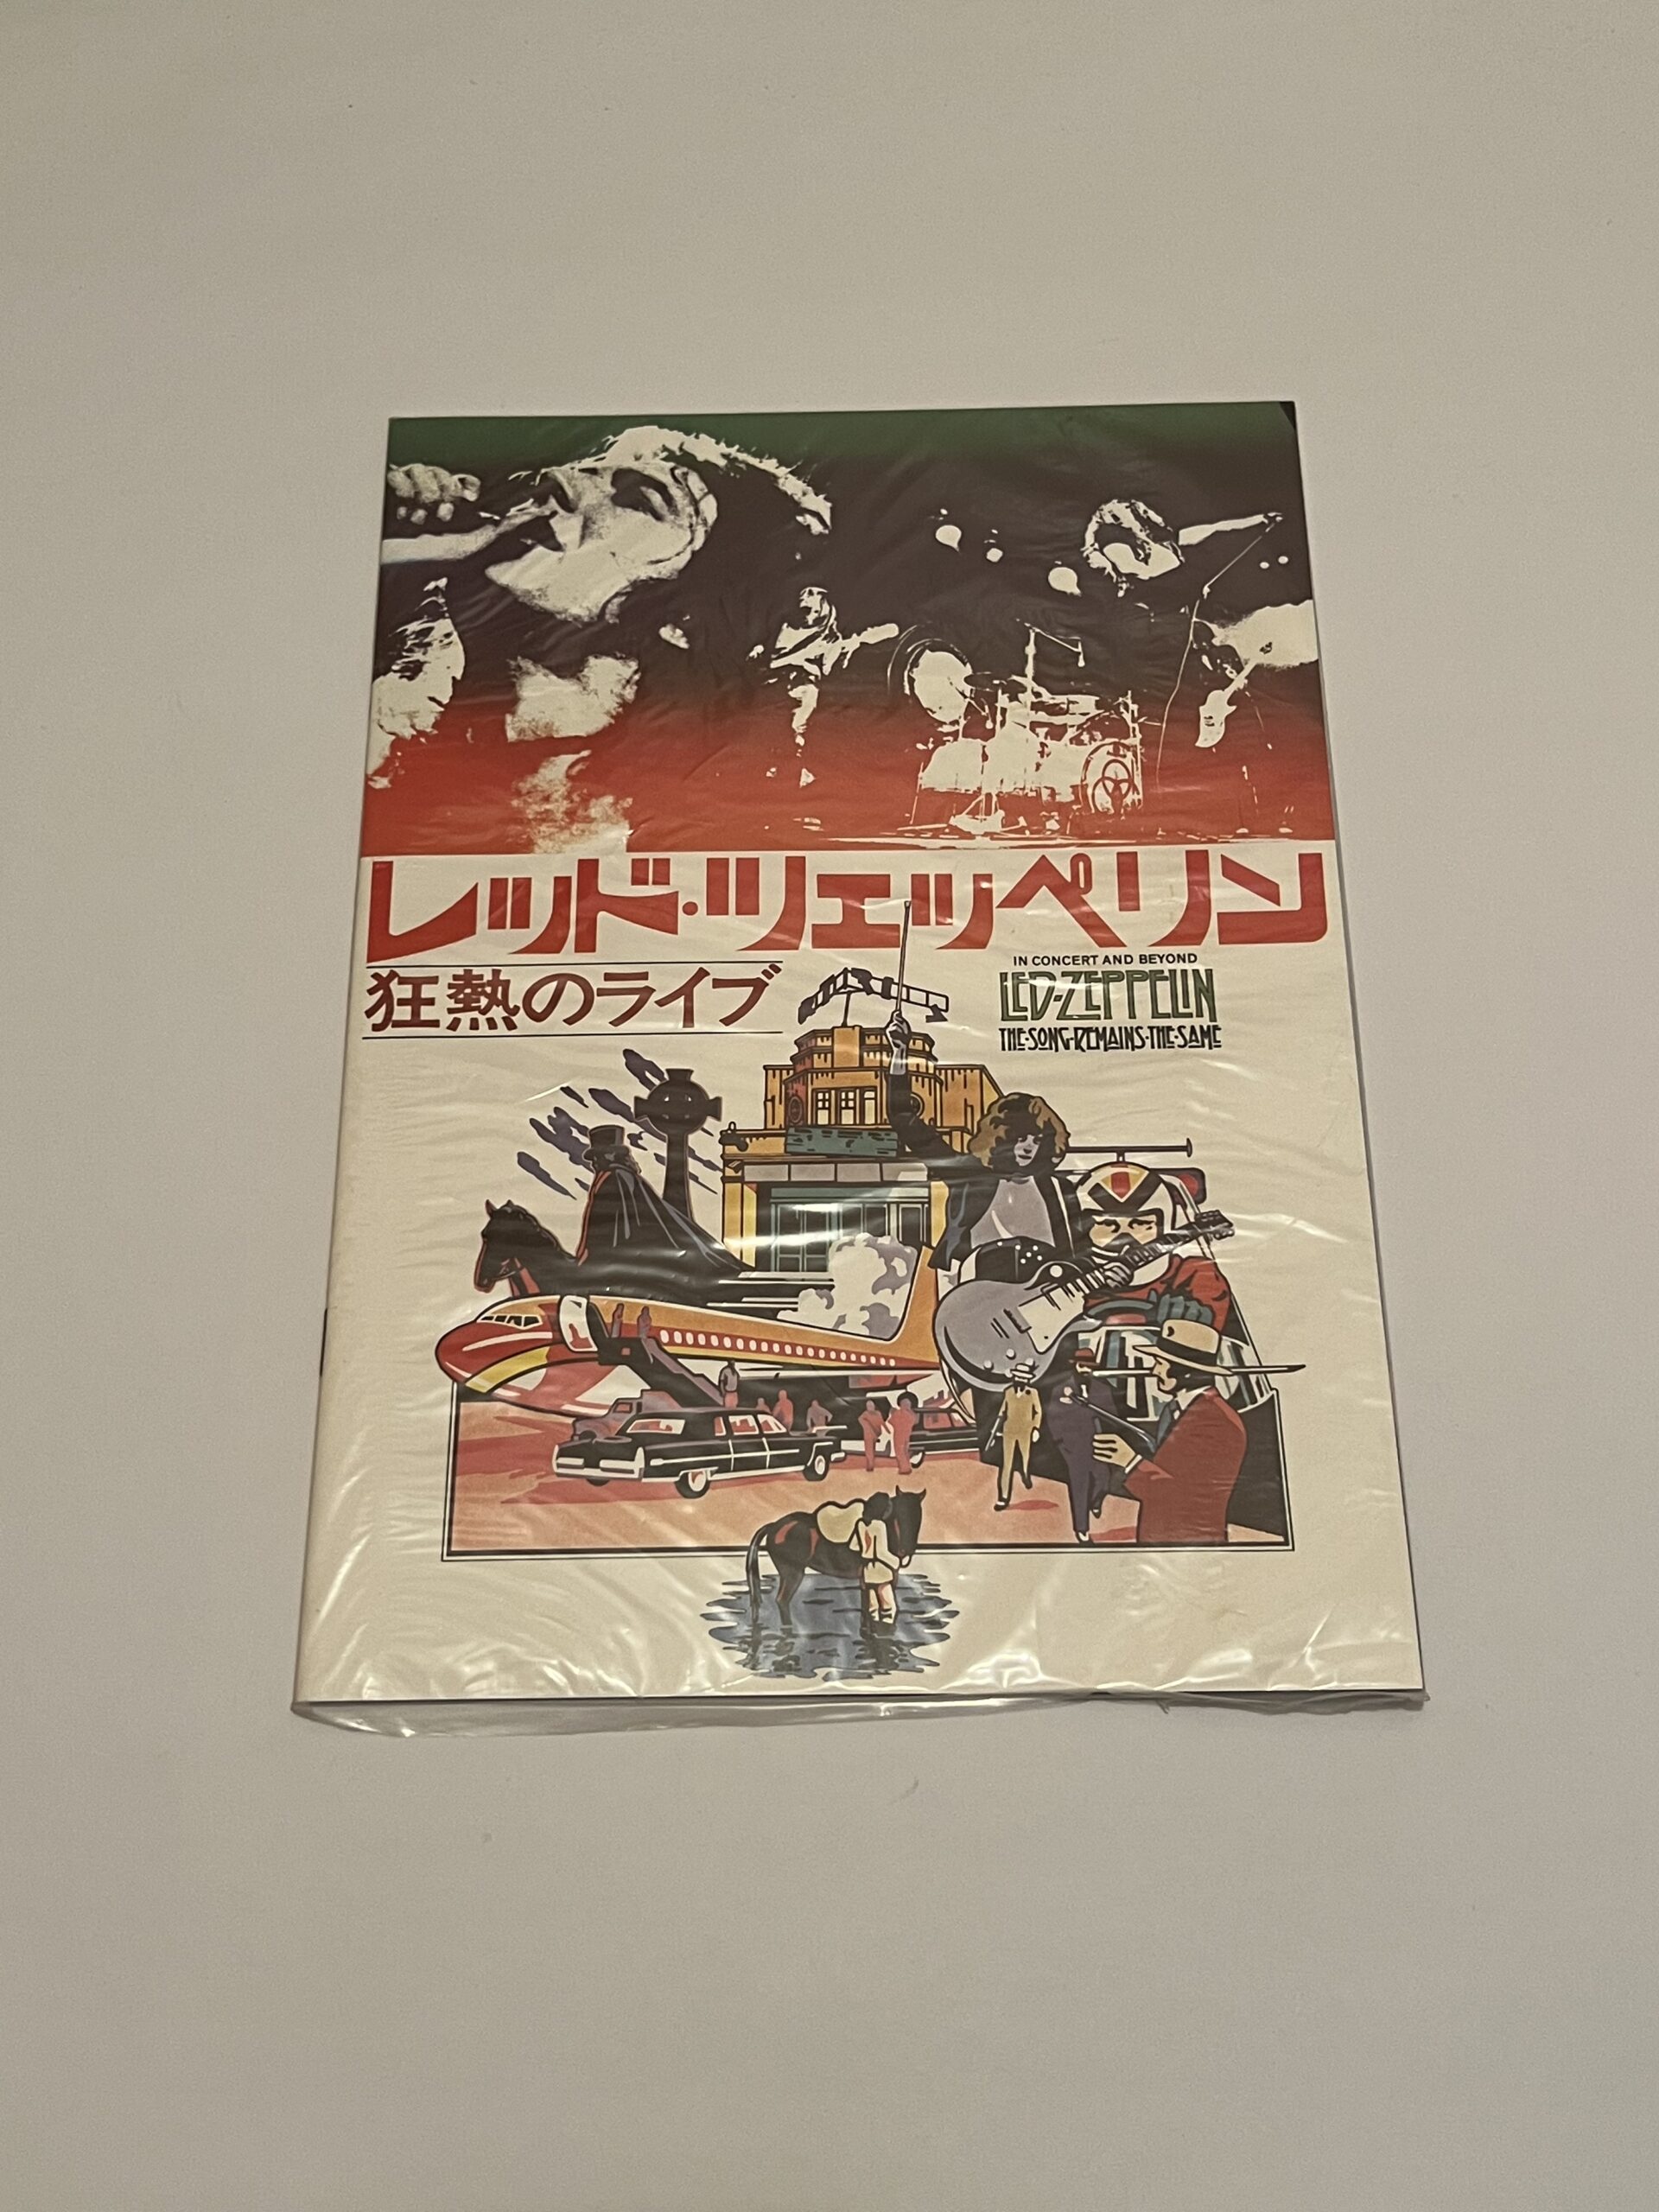 レッド・ツェッペリン
狂熱のライブ
IN CONCERT AND BEYOND
LED-ZEPPELIN
THE·SONG·REMAINS·THE·SAME